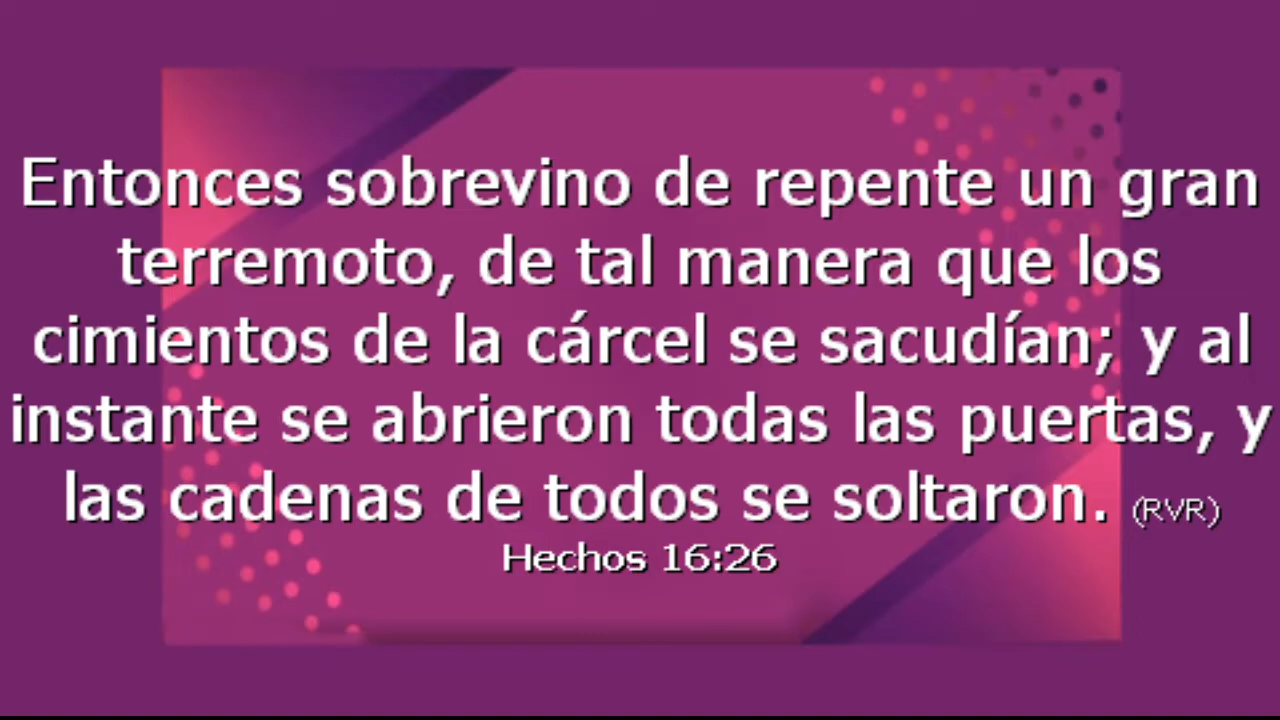 Entonces sobrevino de repente un gran
terremoto, de tal manera que los
cimientos de la cárcel se sacudían; y al
instante se abrieron todas las puertas, y
las cadenas de todos se soltaron. (RVR)
Hechos 16:26